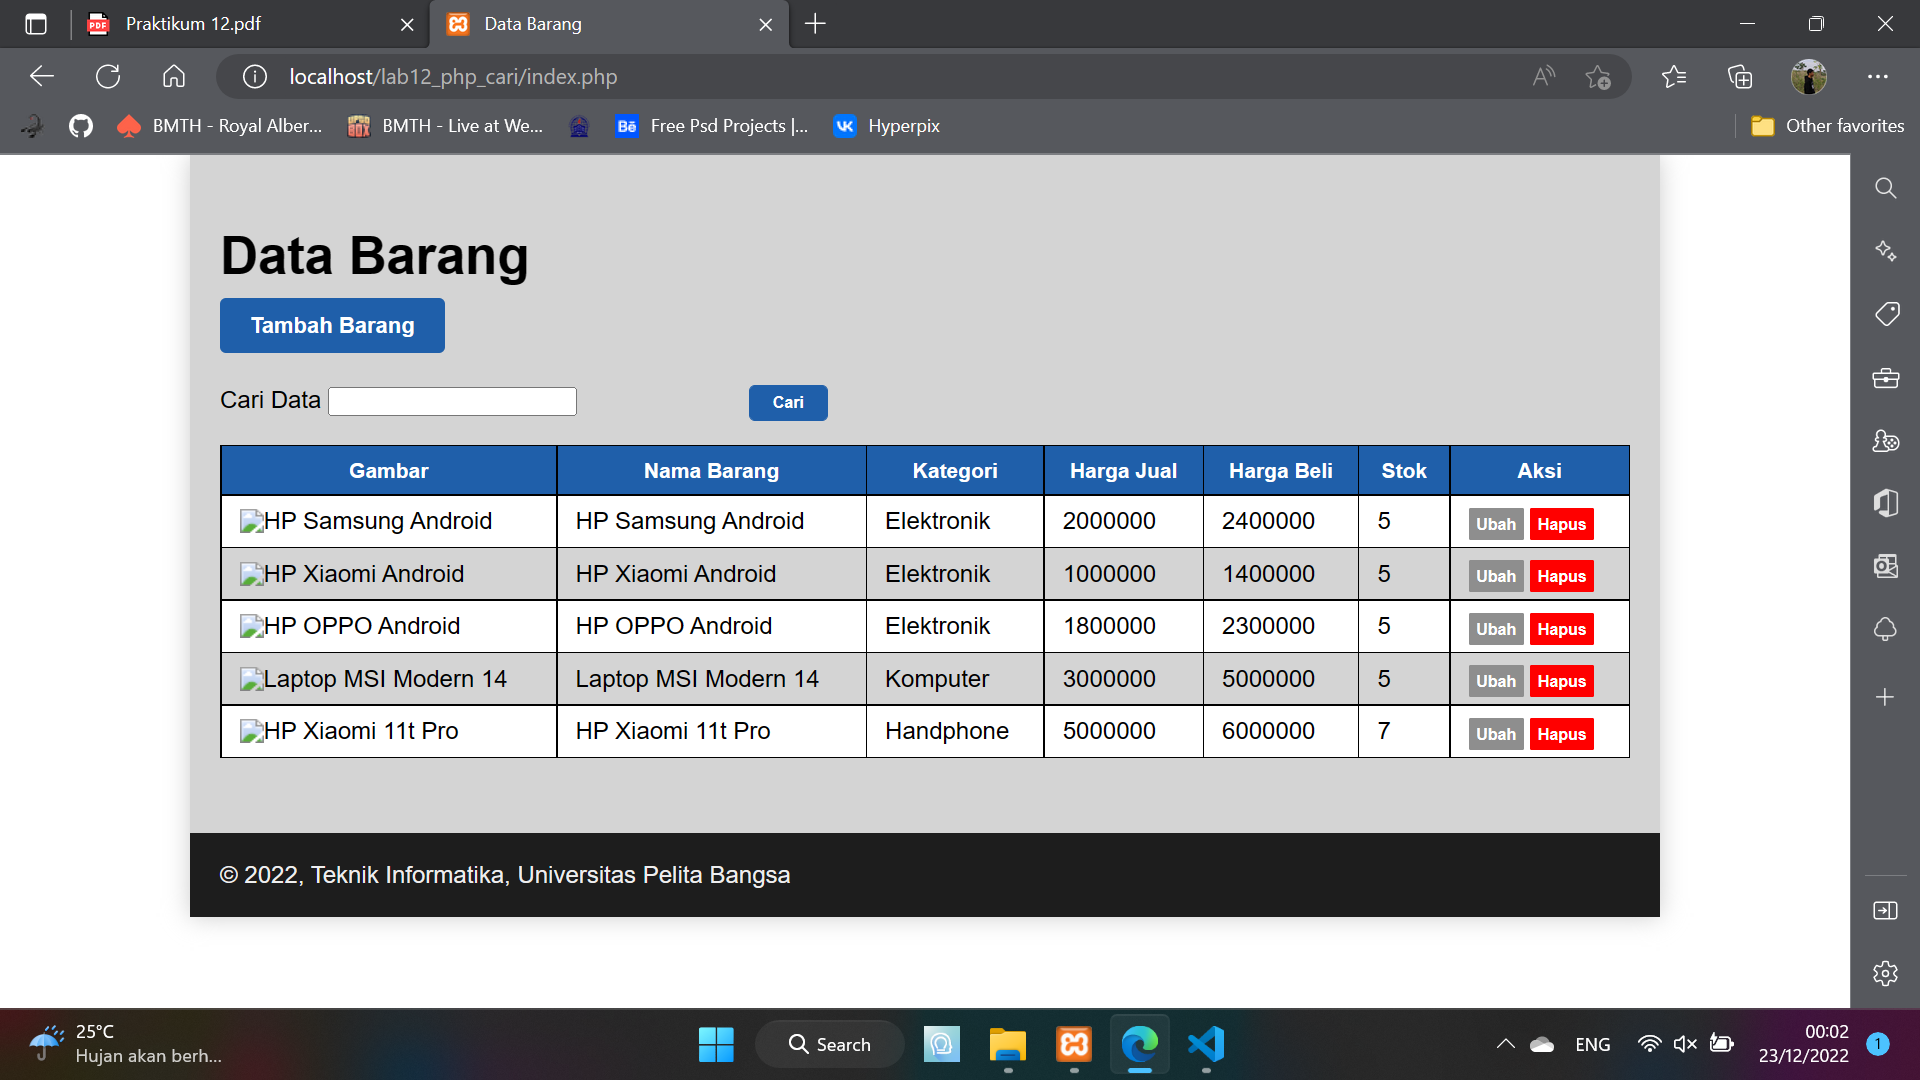 Praktikum 12.pdf
Data Barang
localhost/lab12_php_cari/index.php
BMTH - Royal Alber...
BMTH - Live at We...
Bē
Free Psd Projects |...
Hyperpix
Other favorites
Data Barang
Tambah Barang
Cari Data
Cari
Gambar Nama Barang Kategori Harga Jual Harga Beli Stok Aksi
HP Samsung Android HP Samsung Android Elektronik 2000000 2400000 5 Ubah Hapus
HP Xiaomi Android HP Xiaomi Android Elektronik 1000000 1400000 5 Ubah Hapus
HP OPPO Android HP OPPO Android Elektronik 1800000 2300000 5 Ubah Hapus
Laptop MSI Modern 14 Laptop MSI Modern 14 Komputer 3000000 5000000 5 Ubah Hapus
HP Xiaomi 11t Pro HP Xiaomi 11t Pro Handphone 5000000 6000000 7 Ubah Hapus
© 2022, Teknik Informatika, Universitas Pelita Bangsa
25°C
Hujan akan berh...
Search
ENG
00:02
23/12/2022
1